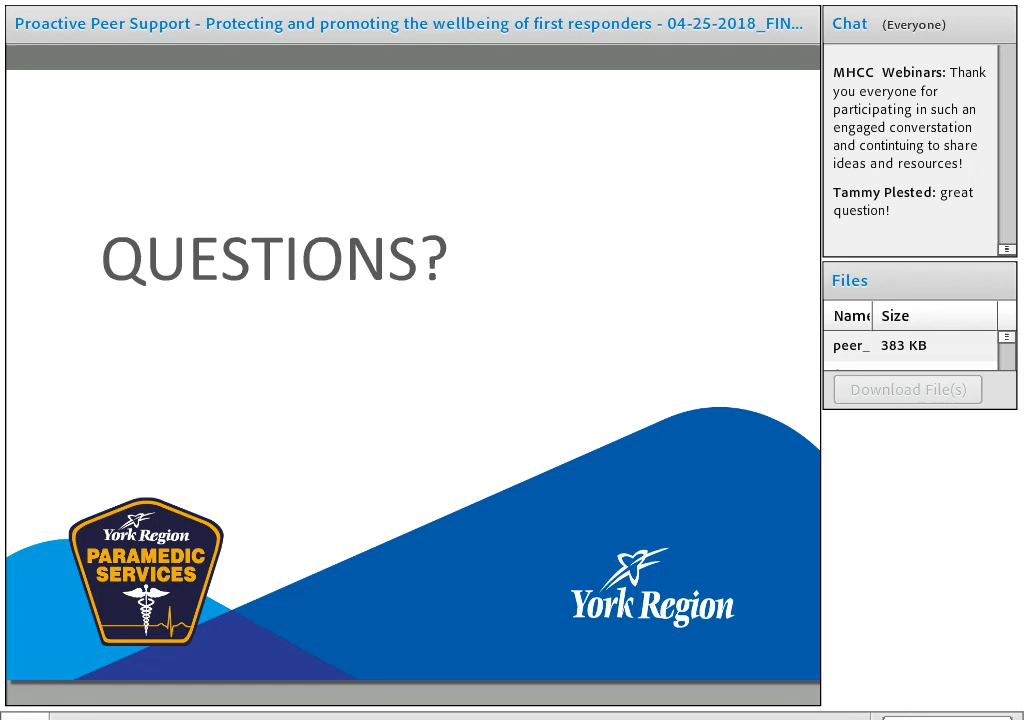 Proactive Peer Support - Protecting and promoting the wellbeing of first responders - 04-25-2018_FIN...
QUESTIONS?
York Region
PARAMEDIC
SERVICES
York Region
Chat (Everyone)
MHCC Webinars: Thank
you everyone for
participating in such an
engaged converstation
and contintuing to share
ideas and resources!
Tammy Plested: great
question!
Files
Name Size
peer_ 383 KB
Download File(s)